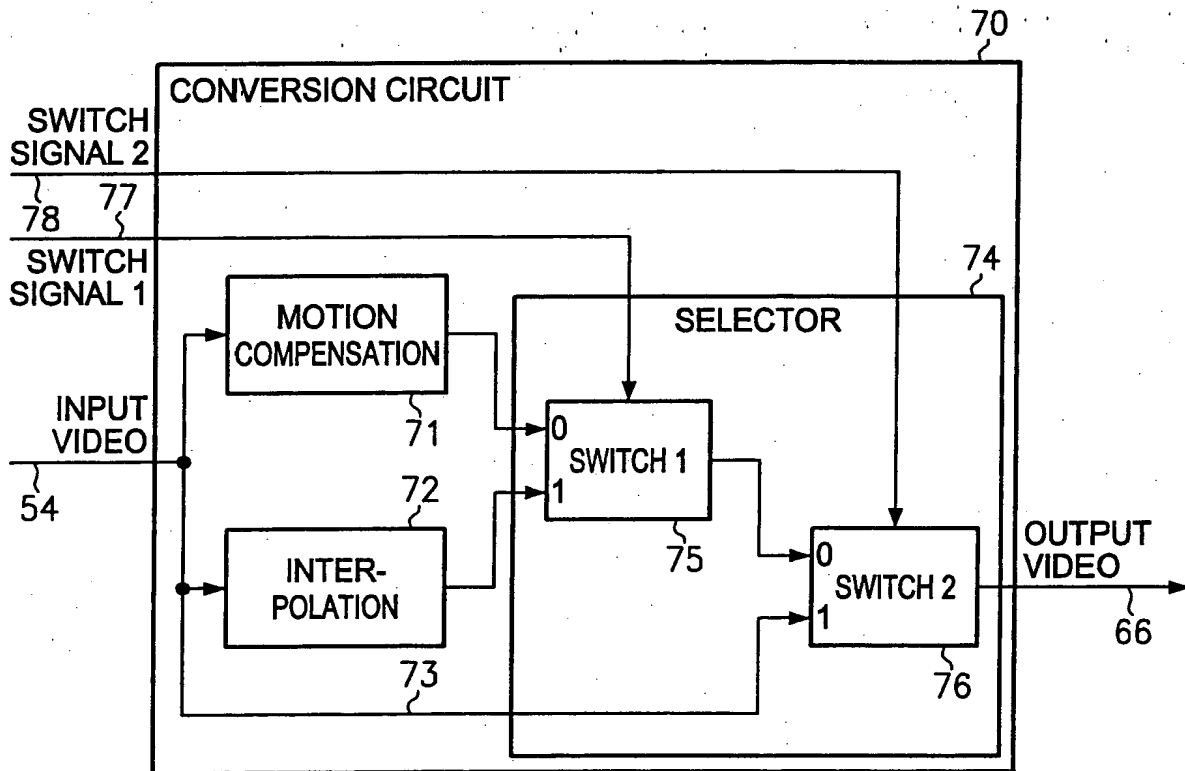 70
CONVERSION CIRCUIT
SWITCH
SIGNAL 2
78
77
SWITCH
SIGNAL 1
74
SELECTOR
MOTION
COMPENSATION
71
INPUT
VIDEO
54
0
SWITCH 1
1
75
72
INTER-
POLATION
73
0
SWITCH 2
1
76
OUTPUT
VIDEO
66